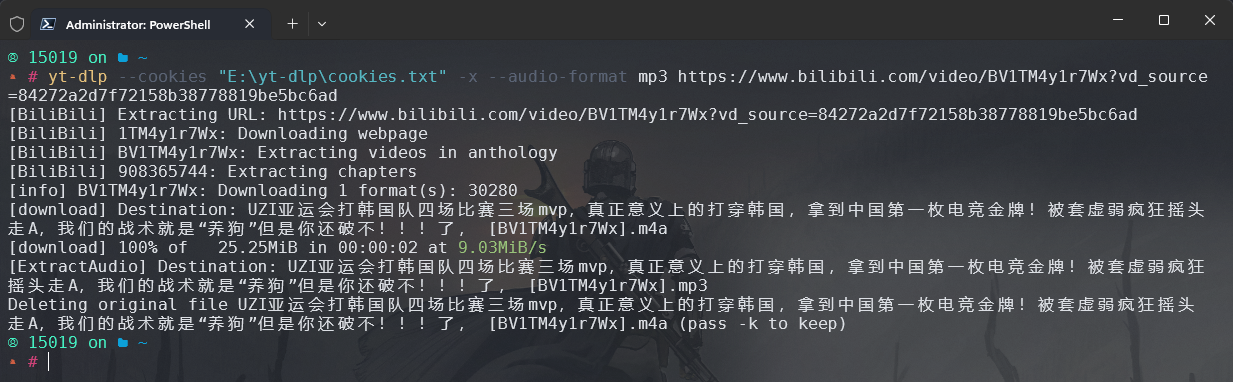 Administrator: PowerShell
15019 on ~
# yt-dlp --cookies "E:\yt-dlp\cookies.txt" -x --audio-format mp3 https://www.bilibili.com/video/BV1TM4y1r7Wx?vd_source
=84272a2d7f72158b38778819be5bc6ad
[BiliBili] Extracting URL: https://www.bilibili.com/video/BV1TM4y1r7Wx?vd_source=84272a2d7f72158b38778819be5bc6ad
[BiliBili] 1TM4y1r7Wx: Downloading webpage
[BiliBili] BV1TM4y1r7Wx: Extracting videos in anthology
[BiliBili] 908365744: Extracting chapters
[info] BV1TM4y1r7Wx: Downloading 1 format(s): 30280
[download] Destination: UZI亚运会打韩国队四场比赛三场mvp，真正意义上的打穿韩国，拿到中国第一枚电竞金牌！被套虚弱疯狂摇头
走A，我们的战术就是“养狗”但是你还破不！！！了， [BV1TM4y1r7Wx].m4a
[download] 100% of   25.25MiB in 00:00:02 at 9.03MiB/s
[ExtractAudio] Destination: UZI亚运会打韩国队四场比赛三场mvp，真正意义上的打穿韩国，拿到中国第一枚电竞金牌！被套虚弱疯狂
摇头走A，我们的战术就是“养狗”但是你还破不！！！了， [BV1TM4y1r7Wx].mp3
Deleting original file UZI亚运会打韩国队四场比赛三场mvp，真正意义上的打穿韩国，拿到中国第一枚电竞金牌！被套虚弱疯狂摇头
走A，我们的战术就是“养狗”但是你还破不！！！了， [BV1TM4y1r7Wx].m4a (pass -k to keep)
15019 on ~
#